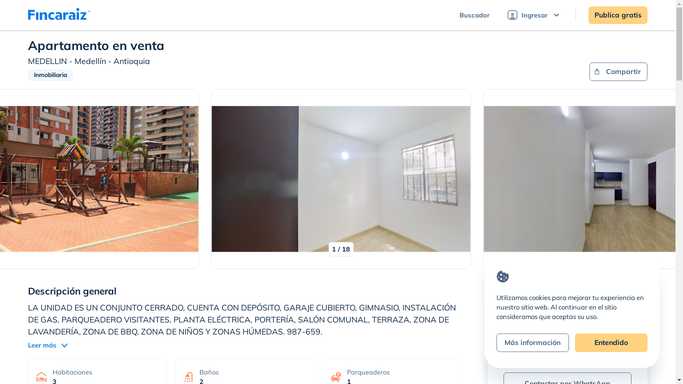 Fincaraiz
Buscador
Ingresar
Publica gratis
Apartamento en venta
MEDELLIN - Medellín - Antioquia
Inmobiliaria
Compartir
1 / 18
Descripción general
LA UNIDAD ES UN CONJUNTO CERRADO, CUENTA CON DEPÓSITO, GARAJE CUBIERTO, GIMNASIO, INSTALACIÓN
DE GAS, PARQUEADERO VISITANTES, PLANTA ELÉCTRICA, PORTERÍA, SALÓN COMUNAL, TERRAZA, ZONA DE
LAVANDERÍA, ZONA DE BBQ, ZONA DE NIÑOS Y ZONAS HÚMEDAS. 987-659.
Leer más
Habitaciones
3
Baños
2
Parqueaderos
1
Utilizamos cookies para mejorar tu experiencia en
nuestro sitio web. Al continuar en el sitio
consideramos que aceptas su uso.
Más información
Entendido
Contactar por WhatsApp